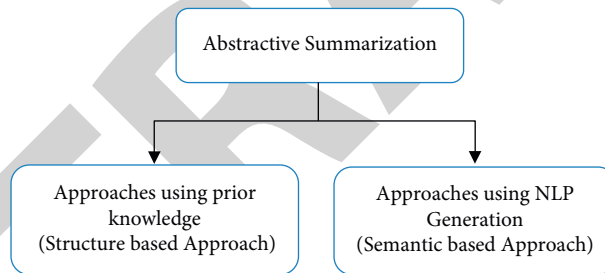 Abstractive Summarization
Approaches using prior
knowledge
(Structure based Approach)
Approaches using NLP
Generation
(Semantic based Approach)